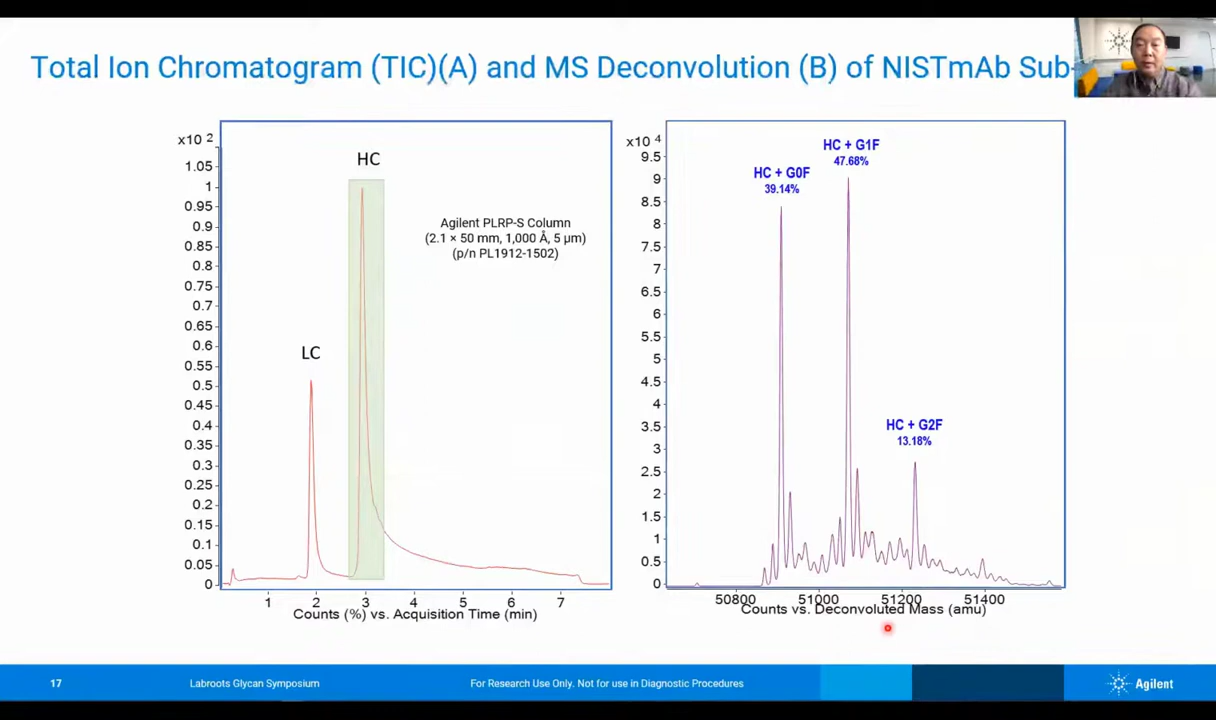 Total Ion Chromatogram (TIC)(A) and MS Deconvolution (B) of NISTmAb Sub
x10 2
1.05
1
0.95
0.9
0.85
0.8
0.75
0.7
0.65
0.6
0.55
0.5
0.45
0.4
0.35
0.3
0.25
0.2
0.15
0.1
0.05
0
HC
LC
Agilent PLRP-S Column
(2.1 × 50 mm, 1,000 Å, 5 µm)
(p/n PL1912-1502)
1 2 3 4 5 6 7
Counts (%) vs. Acquisition Time (min)
x10 4
9.5
9
8.5
8
7.5
7
6.5
6
5.5
5
4.5
4
3.5
3
2.5
2
1.5
1
0.5
0
HC + G0F
39.14%
HC + G1F
47.68%
HC + G2F
13.18%
50800 51000 51200 51400
Counts vs. Deconvoluted Mass (amu)
17 Labroots Glycan Symposium For Research Use Only. Not for use in Diagnostic Procedures Agilent